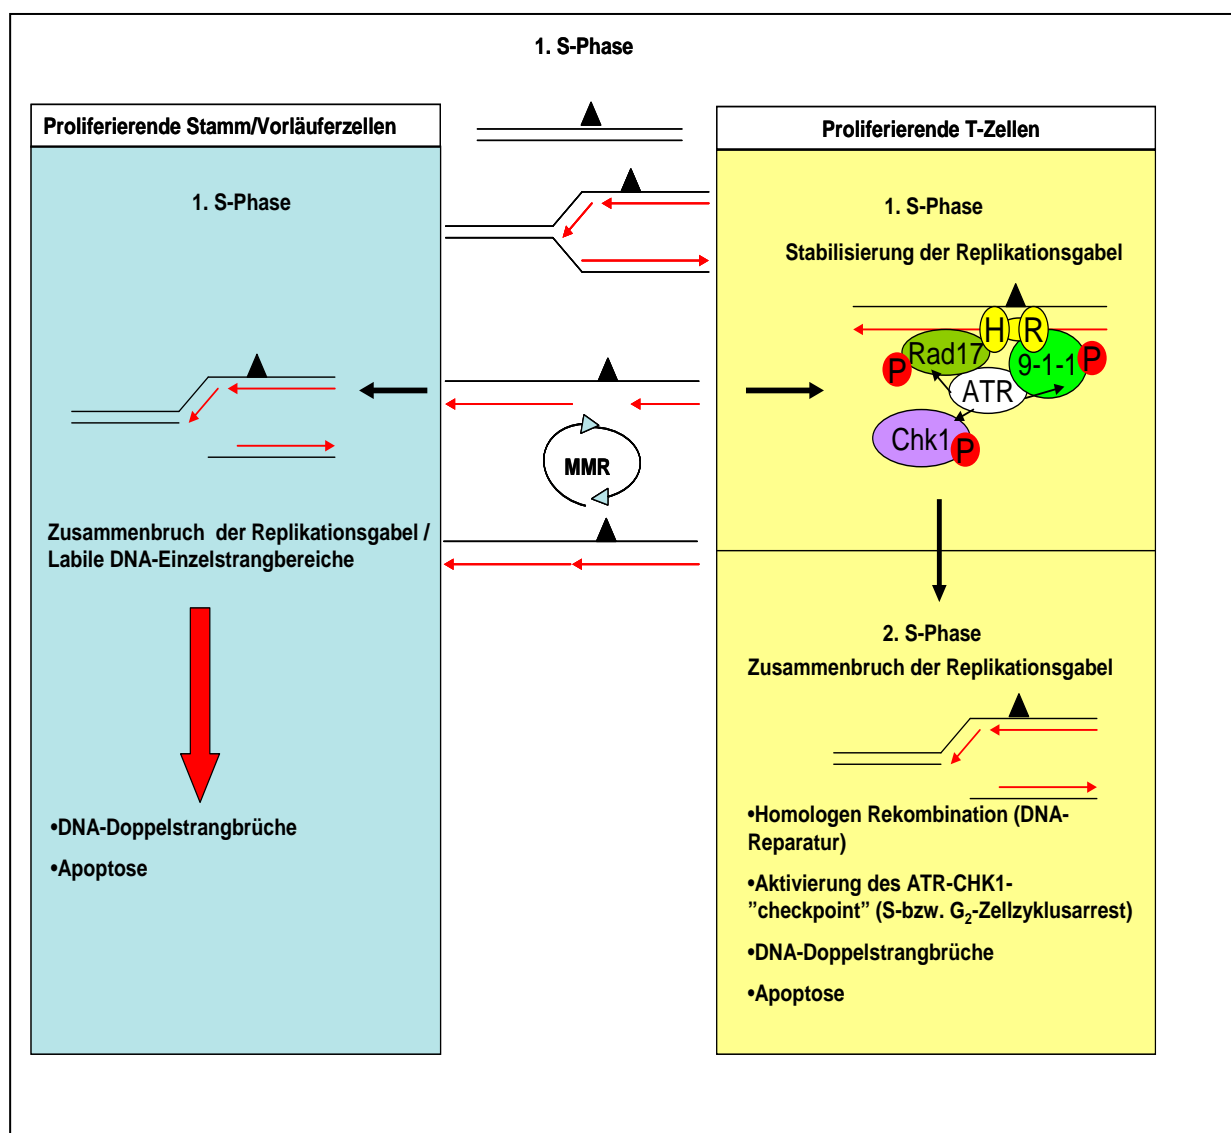 1. S-Phase
Proliferierende Stamm/Vorläuferzellen
1. S-Phase
Zusammenbruch der Replikationsgabel /
Labile DNA-Einzelstrangbereiche
•DNA-Doppelstrangbrüche
•Apoptose
MMR
Proliferierende T-Zellen
1. S-Phase
Stabilisierung der Replikationsgabel
H R
Rad17 9-1-1
P P
ATR
Chk1
P
2. S-Phase
Zusammenbruch der Replikationsgabel
•Homologen Rekombination (DNA-
Reparatur)
•Aktivierung des ATR-CHK1-
”checkpoint” (S-bzw. G₂-Zellzyklusarrest)
•DNA-Doppelstrangbrüche
•Apoptose